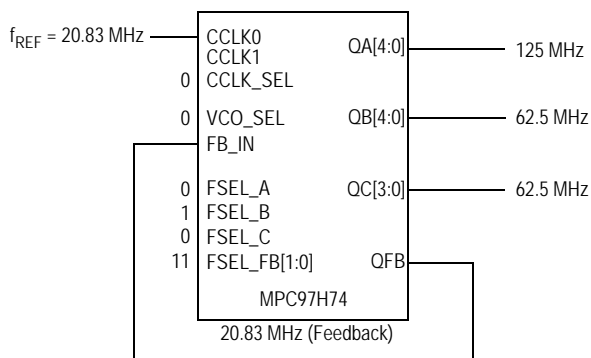 fREF = 20.83 MHz
CCLK0
CCLK1
0 CCLK_SEL
0 VCO_SEL
FB_IN
0 FSEL_A
1 FSEL_B
0 FSEL_C
11 FSEL_FB[1:0]
QA[4:0] 125 MHz
QB[4:0] 62.5 MHz
QC[3:0] 62.5 MHz
QFB
MPC97H74
20.83 MHz (Feedback)